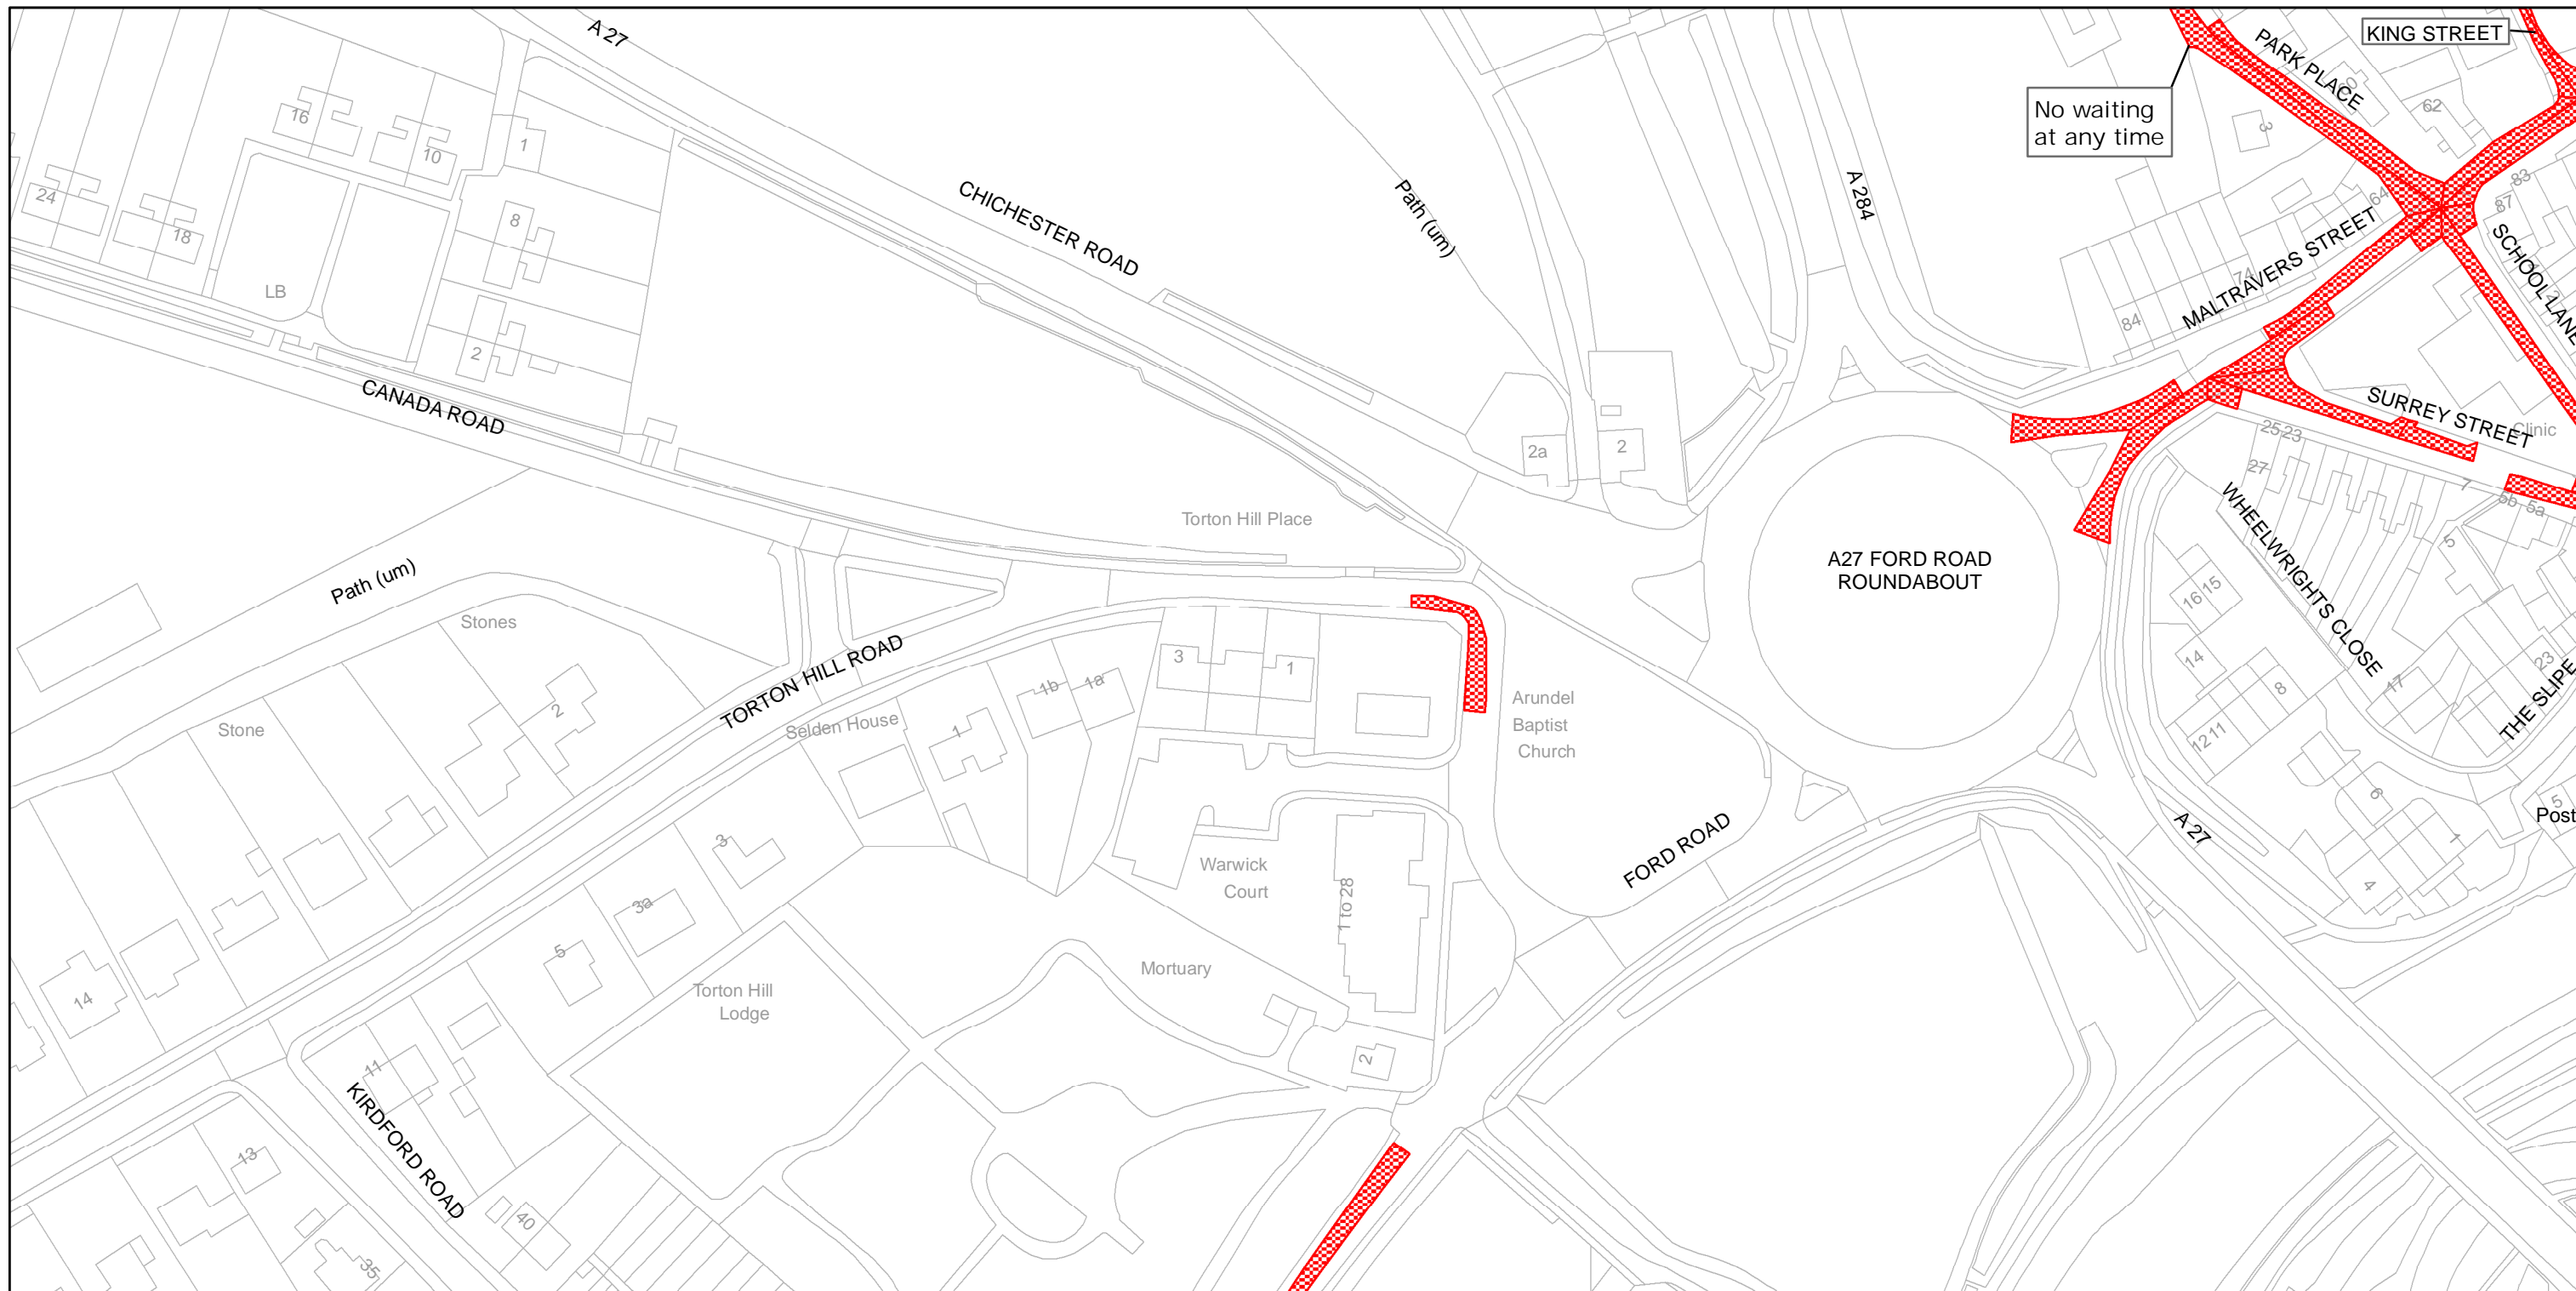 A 27
KING STREET
PARK PLACE
No waiting
at any time
62
3
16
10
1
24
18
8
LB
2
CHICHESTER ROAD
Path (um)
A 284
64
83
87
SCHOOL LANE
74
MALTRAVERS STREET
84
CANADA ROAD
2a
2
SURREY STREET
Clinic
25
23
27
7
5b
5a
WHEELWRIGHTS CLOSE
Torton Hill Place
A27 FORD ROAD
ROUNDABOUT
5
16
15
Path (um)
Stones
TORTON HILL ROAD
3
1
1b
1a
14
8
17
23
THE SLIPE
12
11
Stone
2
Selden House
1
Arundel
Baptist
Church
6
5
Post
A 27
1
4
FORD ROAD
3
Warwick
Court
1 to 28
3a
5
Mortuary
14
Torton Hill
Lodge
2
11
KIRDFORD ROAD
13
40
35